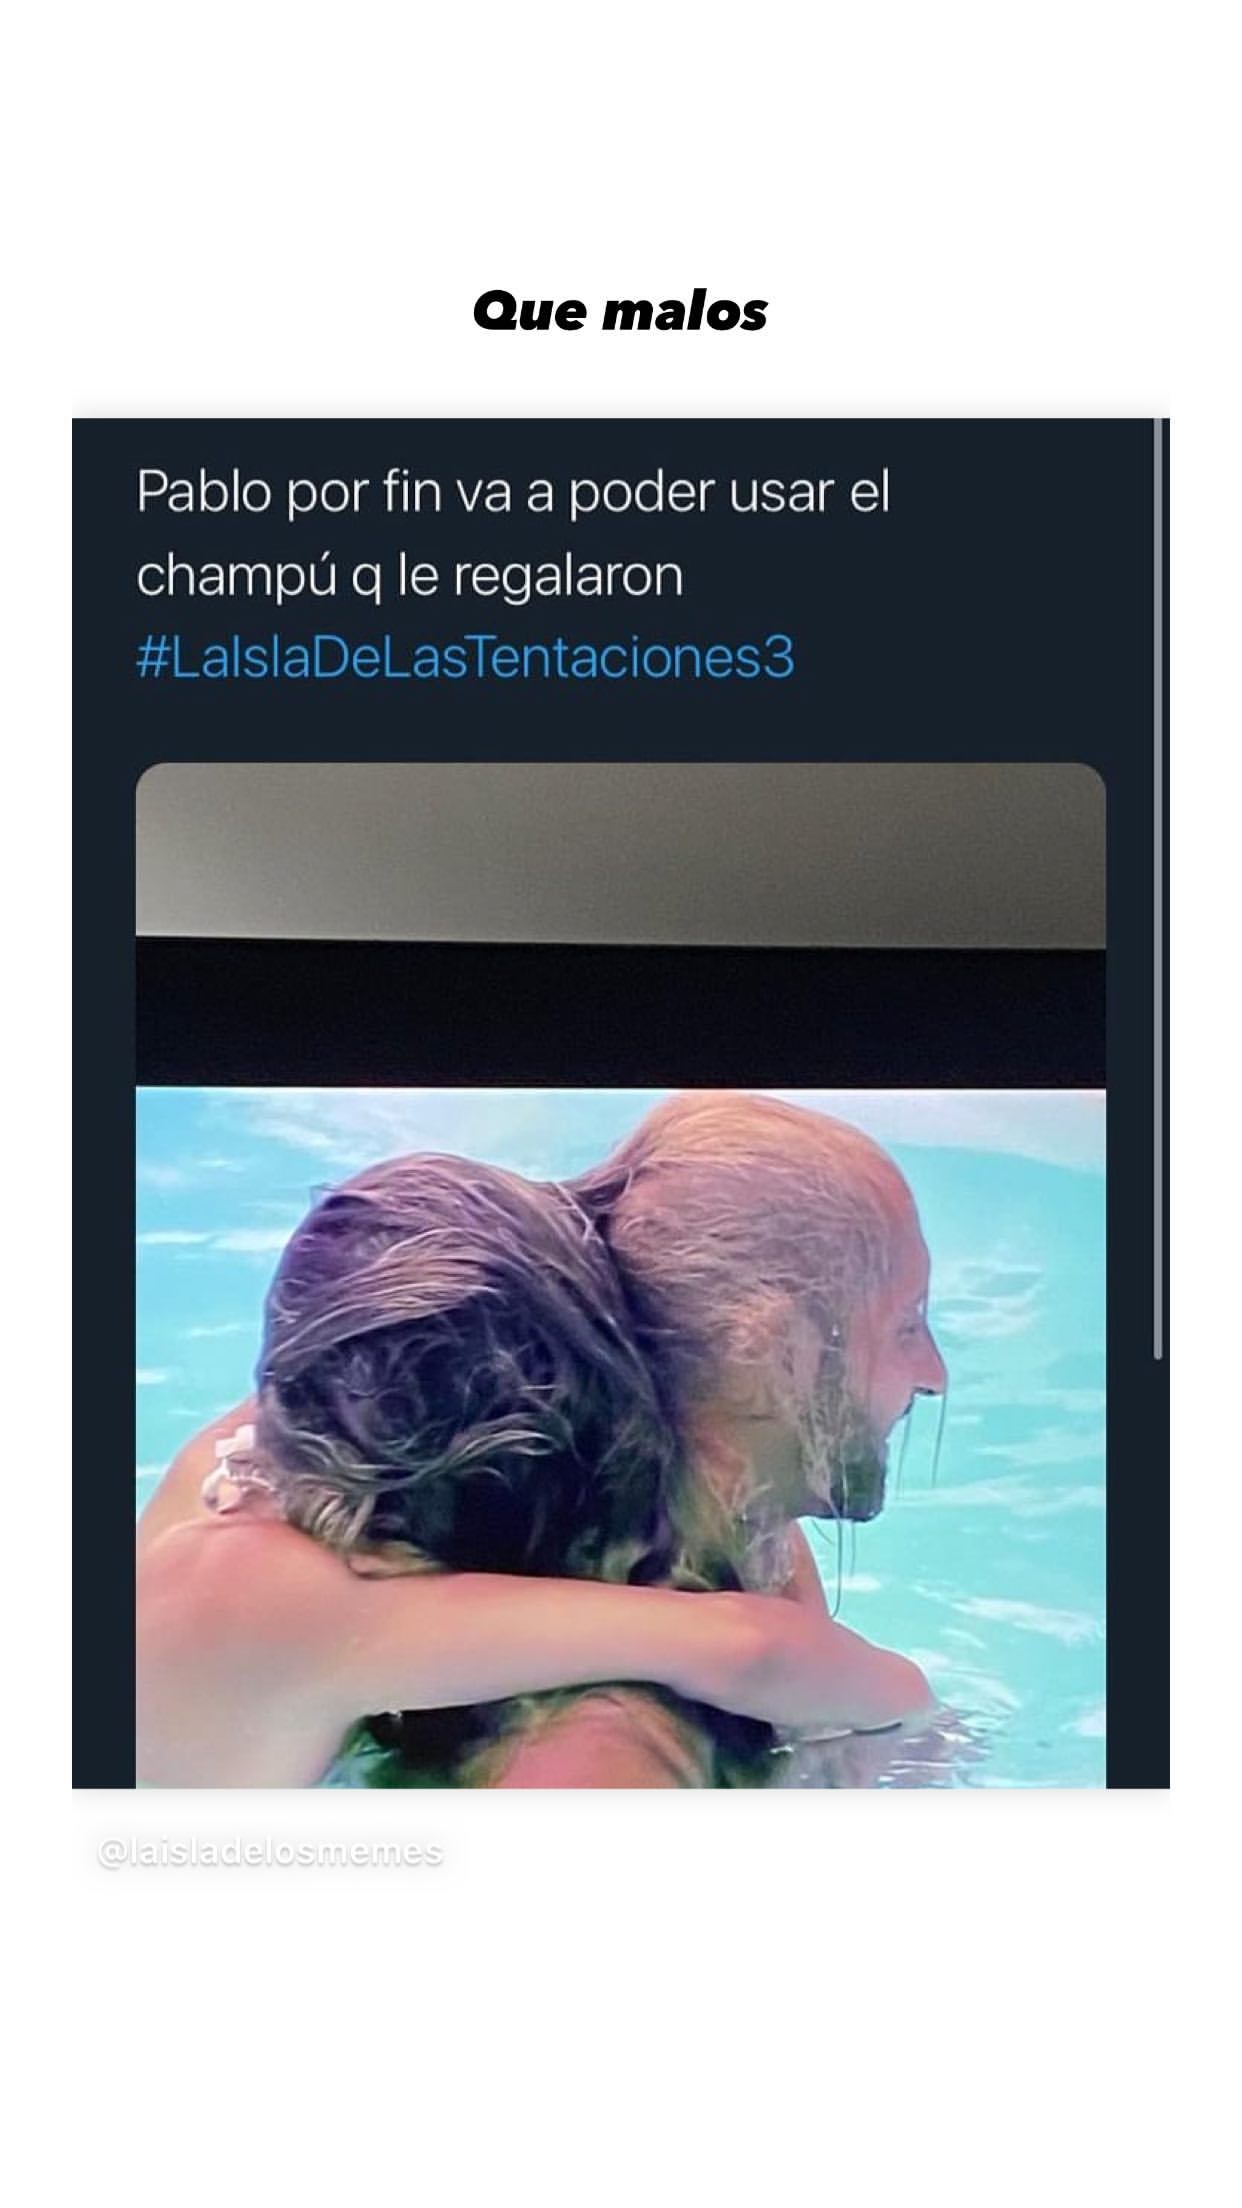 Que malos
Pablo por fin va a poder usar el
champú q le regalaron
#LaIslaDeLasTentaciones3
@laisladelosmemes